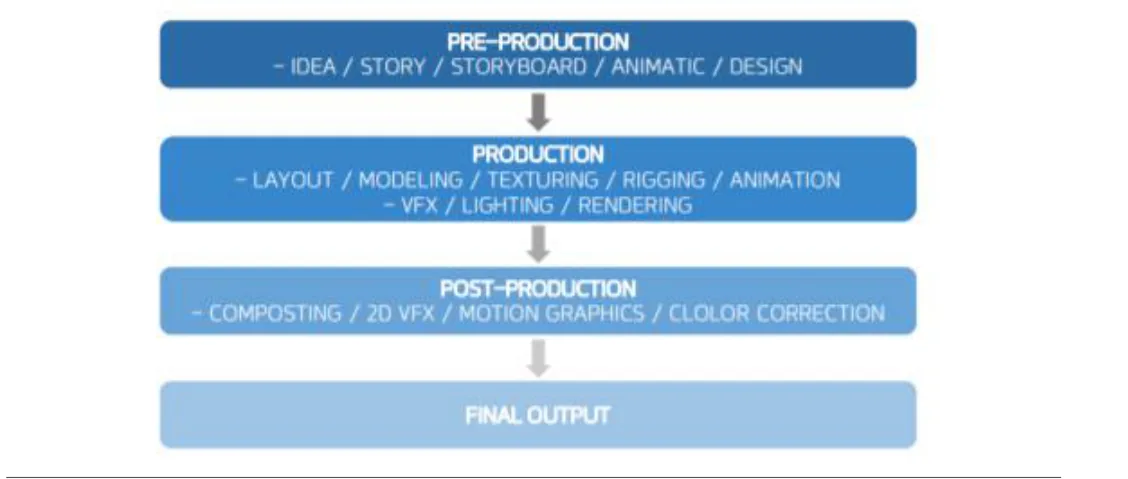 PRE-PRODUCTION
- IDEA / STORY / STORYBOARD / ANIMATIC / DESIGN
PRODUCTION
- LAYOUT / MODELING / TEXTURING / RIGGING / ANIMATION
- VFX / LIGHTING / RENDERING
POST-PRODUCTION
- COMPOSTING / 2D VFX / MOTION GRAPHICS / CLOLOR CORRECTION
FINAL OUTPUT